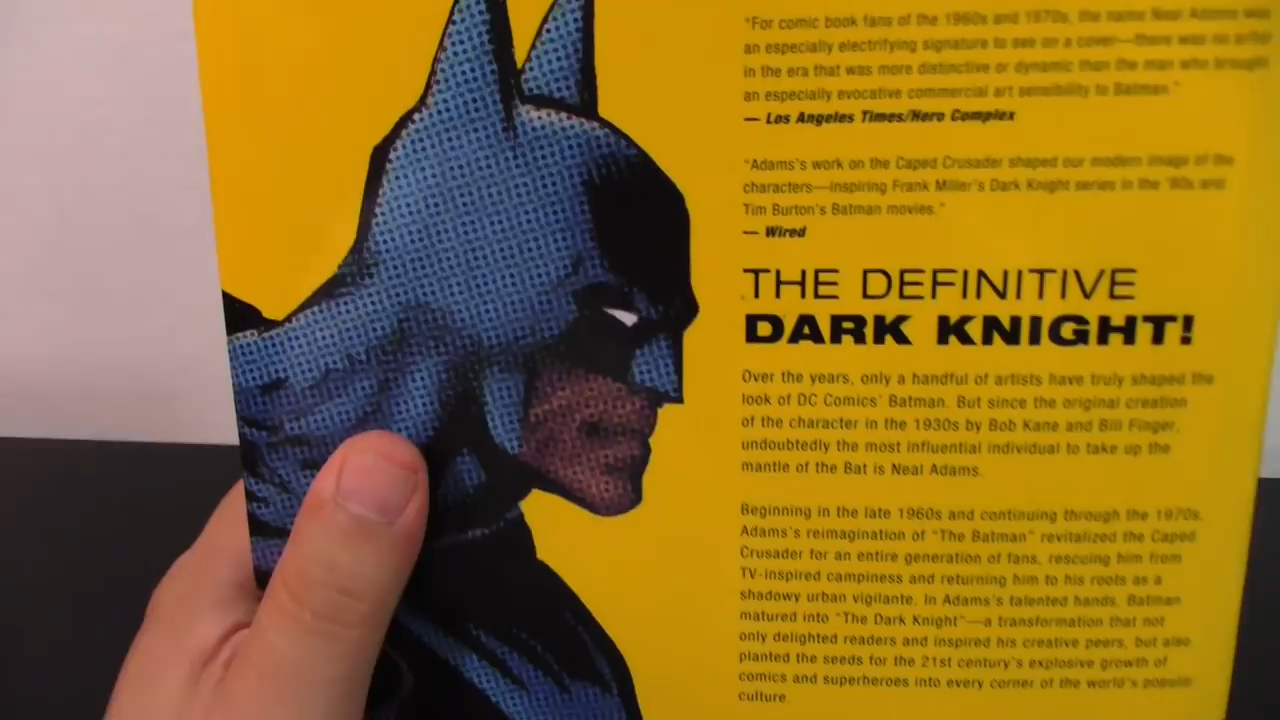 "For comic book fans of the 1960s and 1970s, the name Neal Adams was
an especially electrifying signature to see on a cover—there was no artist
in the era that was more distinctive or dynamic than the man who brought
an especially evocative commercial art sensibility to Batman."
— Los Angeles Times/Hero Complex
"Adams's work on the Caped Crusader shaped our modern image of the
characters—inspiring Frank Miller's Dark Knight series in the '80s and
Tim Burton's Batman movies."
— Wired
THE DEFINITIVE
DARK KNIGHT!
Over the years, only a handful of artists have truly shaped the
look of DC Comics' Batman. But since the original creation
of the character in the 1930s by Bob Kane and Bill Finger,
undoubtedly the most influential individual to take up the
mantle of the Bat is Neal Adams.
Beginning in the late 1960s and continuing through the 1970s,
Adams's reimagination of "The Batman" revitalized the Caped
Crusader for an entire generation of fans, rescuing him from
TV-inspired campiness and returning him to his roots as a
shadowy urban vigilante. In Adams's talented hands, Batman
matured into "The Dark Knight"—a transformation that not
only delighted readers and inspired his creative peers, but also
planted the seeds for the 21st century's explosive growth of
comics and superheroes into every corner of the world's popular
culture.